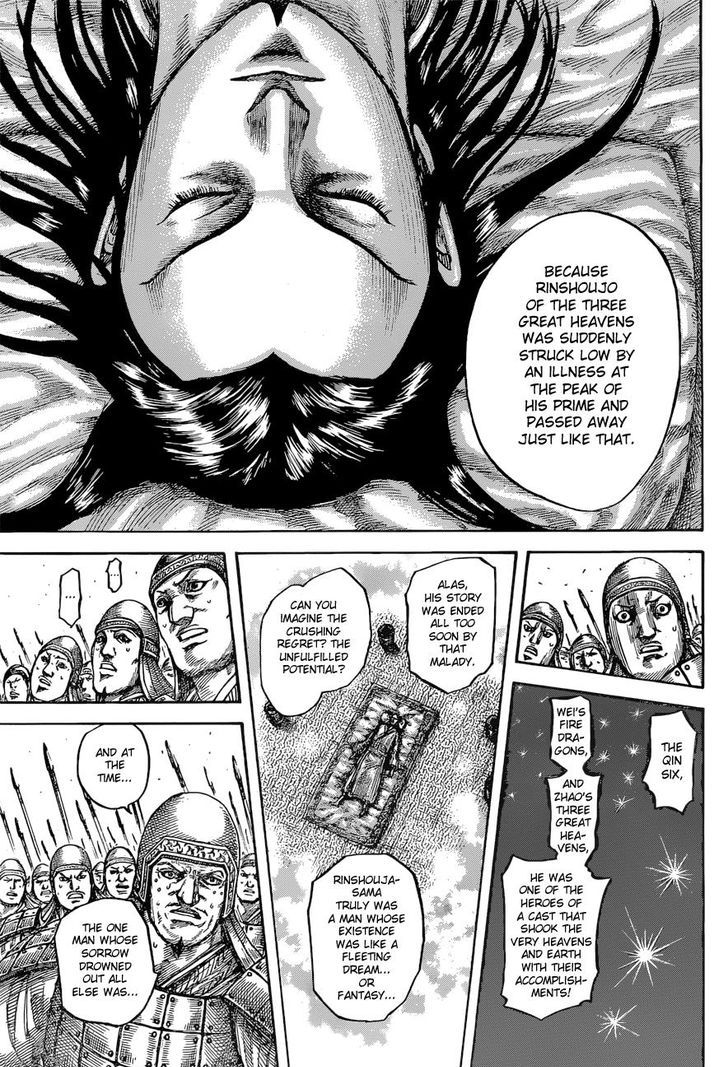 BECAUSE
RINSHOUJO
OF THE THREE
GREAT HEAVENS
WAS SUDDENLY
STRUCK LOW BY
AN ILLNESS AT
THE PEAK OF
HIS PRIME AND
PASSED AWAY
JUST LIKE THAT.
THE
QIN
SIX,
WEI'S
FIRE
DRA-
GONS,
AND
ZHAO'S
THREE
GREAT
HEA-
VENS,
HE WAS
ONE OF THE
HEROES OF
A CAST THAT
SHOOK THE
VERY HEAVENS
AND EARTH
WITH THEIR
ACCOMPLISH-
MENTS!
ALAS,
HIS STORY
WAS ENDED
ALL TOO
SOON BY
THAT
MALADY.
CAN YOU
IMAGINE THE
CRUSHING
REGRET? THE
UNFULFILLED
POTENTIAL?
RINSHOUJA-
SAMA
TRULY WAS
A MAN WHOSE
EXISTENCE
WAS LIKE A
FLEETING
DREAM...
OR
FANTASY...
...
...
AND AT
THE
TIME...
THE ONE
MAN WHOSE
SORROW
DROWNED
OUT ALL
ELSE WAS...